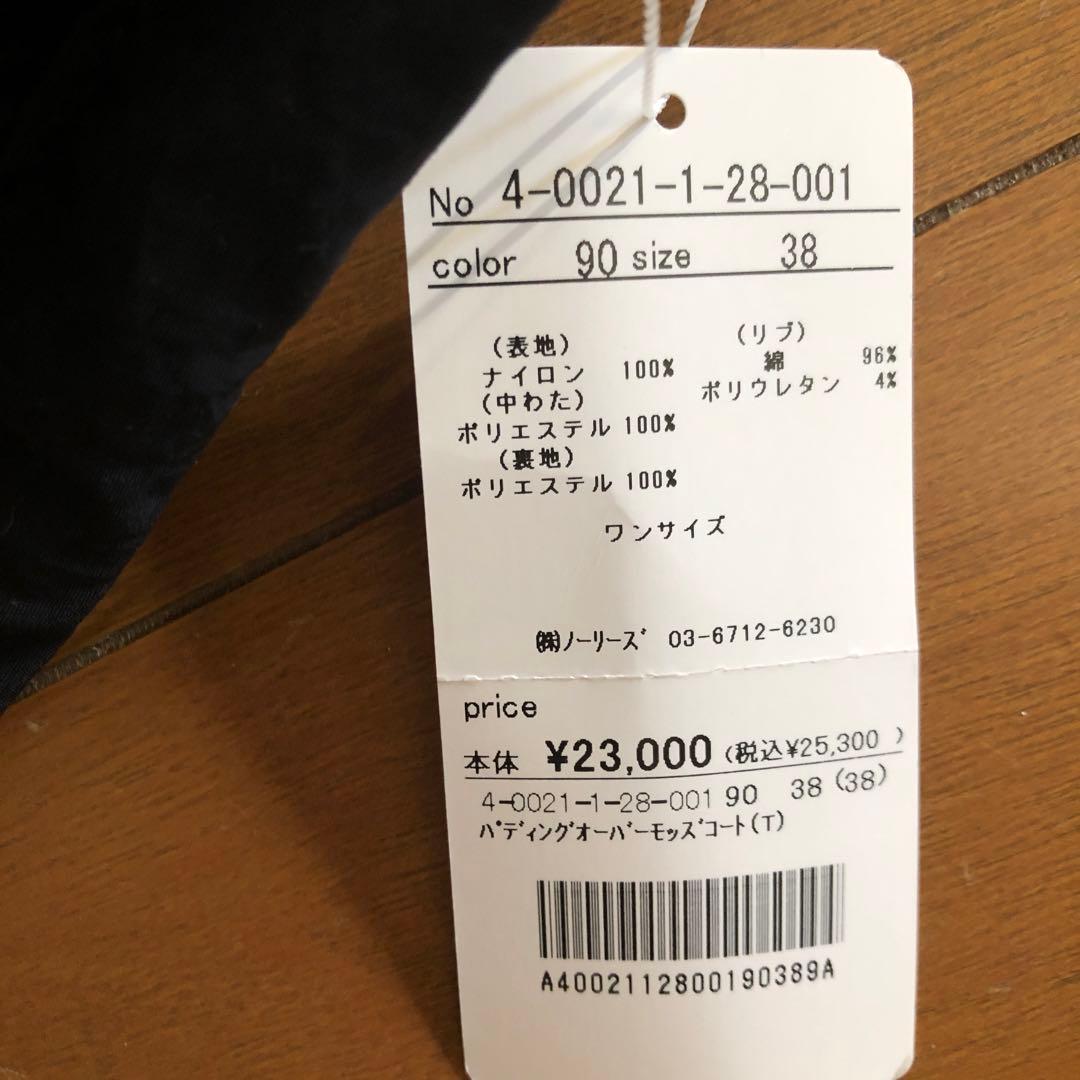 No 4-0021-1-28-001
color 90 size 38
(表地)
ナイロン 100%
(中わた)
ポリエステル 100%
(裏地)
ポリエステル 100%
(リブ)
綿 96%
ポリウレタン 4%
ワンサイズ
㈱ﾉｰﾘｰｽﾞ 03-6712-6230
price
本体 ¥23,000 (税込¥25,300 )
4-0021-1-28-001 90 38 (38)
ﾊﾟﾃﾞｨﾝｸﾞｵｰﾊﾞｰﾓｯｽﾞｺｰﾄ(T)
A4002112800190389A